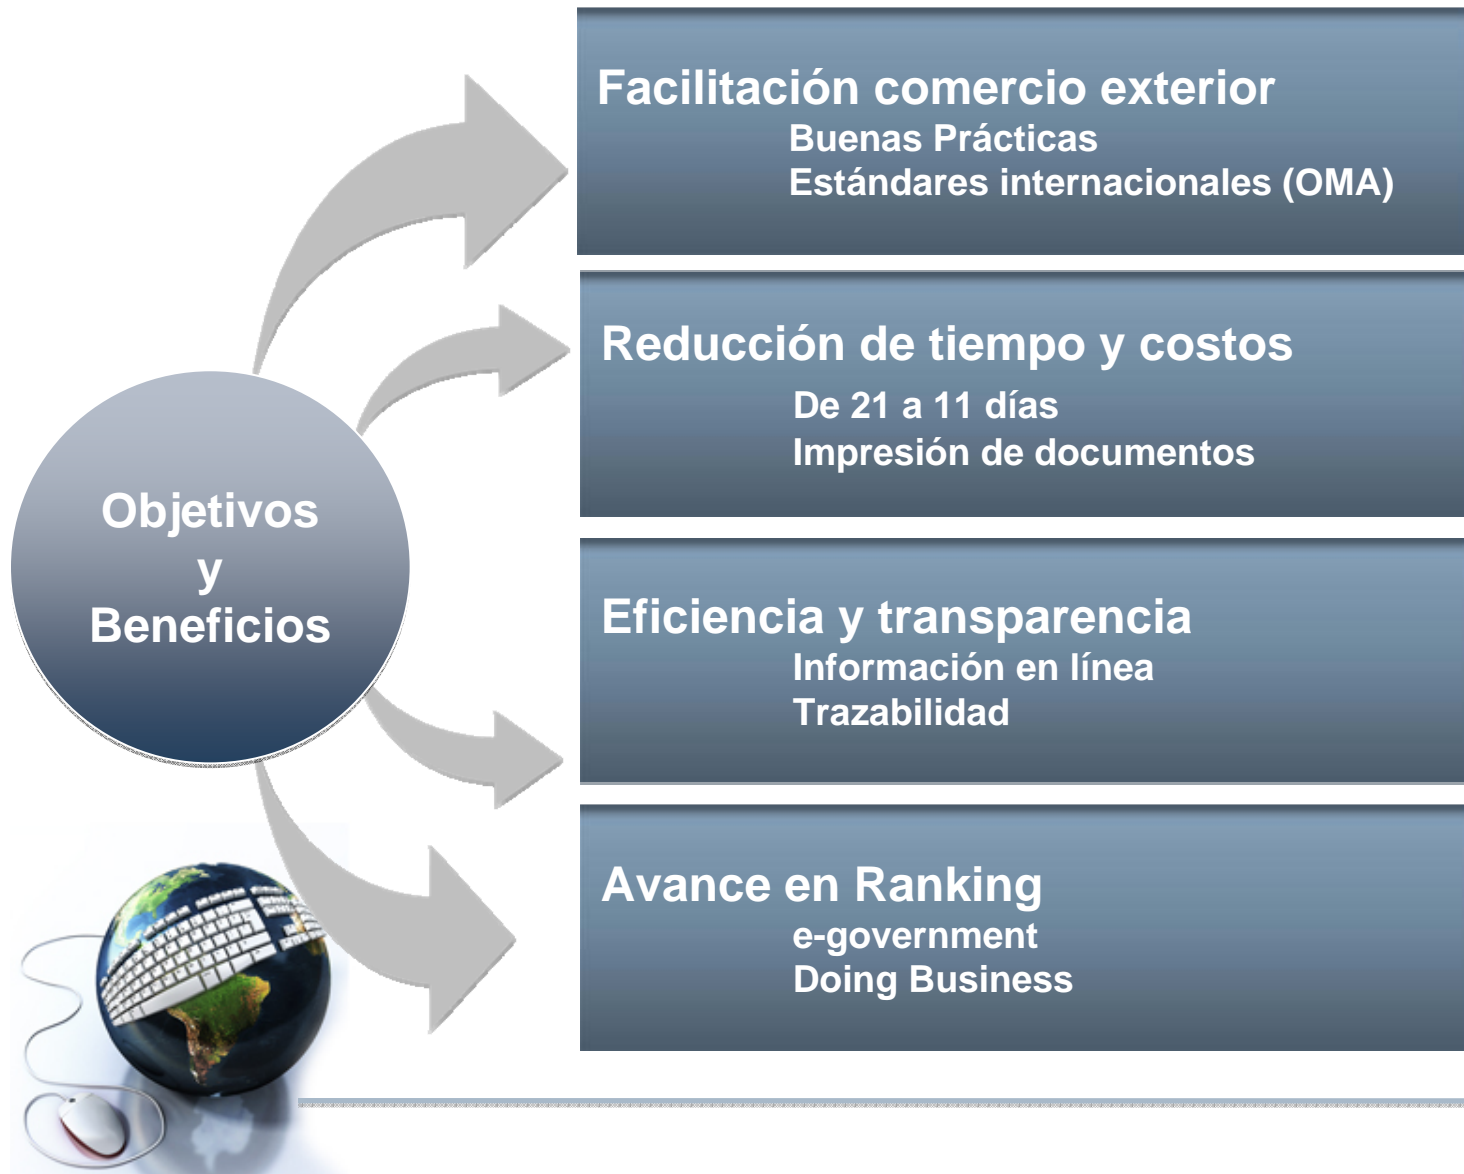 Objetivos
y
Beneficios
Facilitación comercio exterior
Buenas Prácticas
Estándares internacionales (OMA)
Reducción de tiempo y costos
De 21 a 11 días
Impresión de documentos
Eficiencia y transparencia
Información en línea
Trazabilidad
Avance en Ranking
e-government
Doing Business